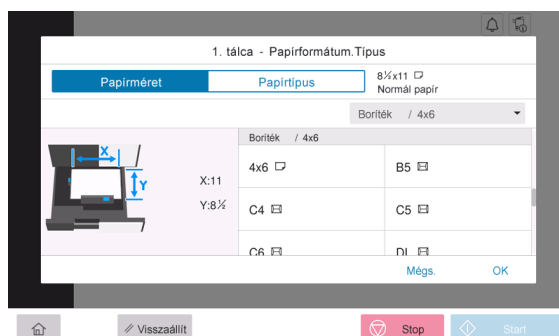 1. tálca - Papírformátum.Típus
Papírméret
Papírtípus
8½x11
Normál papír
Boríték / 4x6
Boríték / 4x6
X
Y
X:11
Y:8½
4x6
B5
C4
C5
C6
DL
Mégs.
OK
Visszaállít
Stop
Start